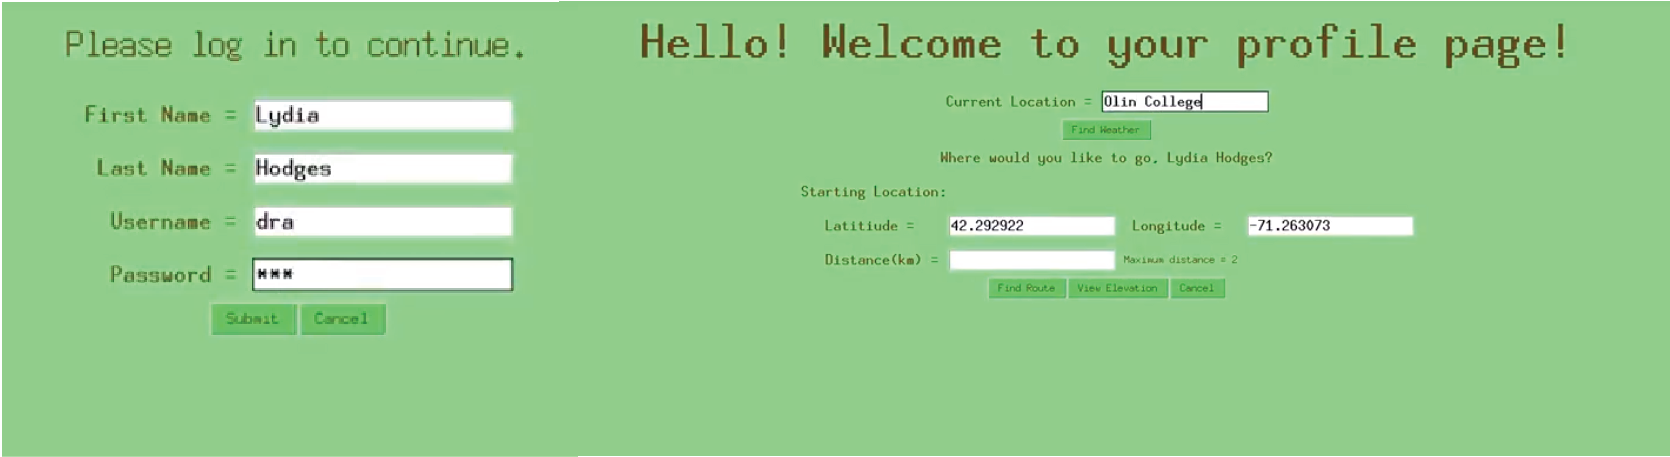 Please log in to continue.
First Name = Lydia
Last Name = Hodges
Username = dra
Password = ***
Submit Cancel
Hello! Welcome to your profile page!
Current Location = Olin College
Find Weather
Where would you like to go, Lydia Hodges?
Starting Location:
Latitiude = 42.292922 Longitude = -71.263073
Distance(km) = Maximum distance = 2
Find Route View Elevation Cancel